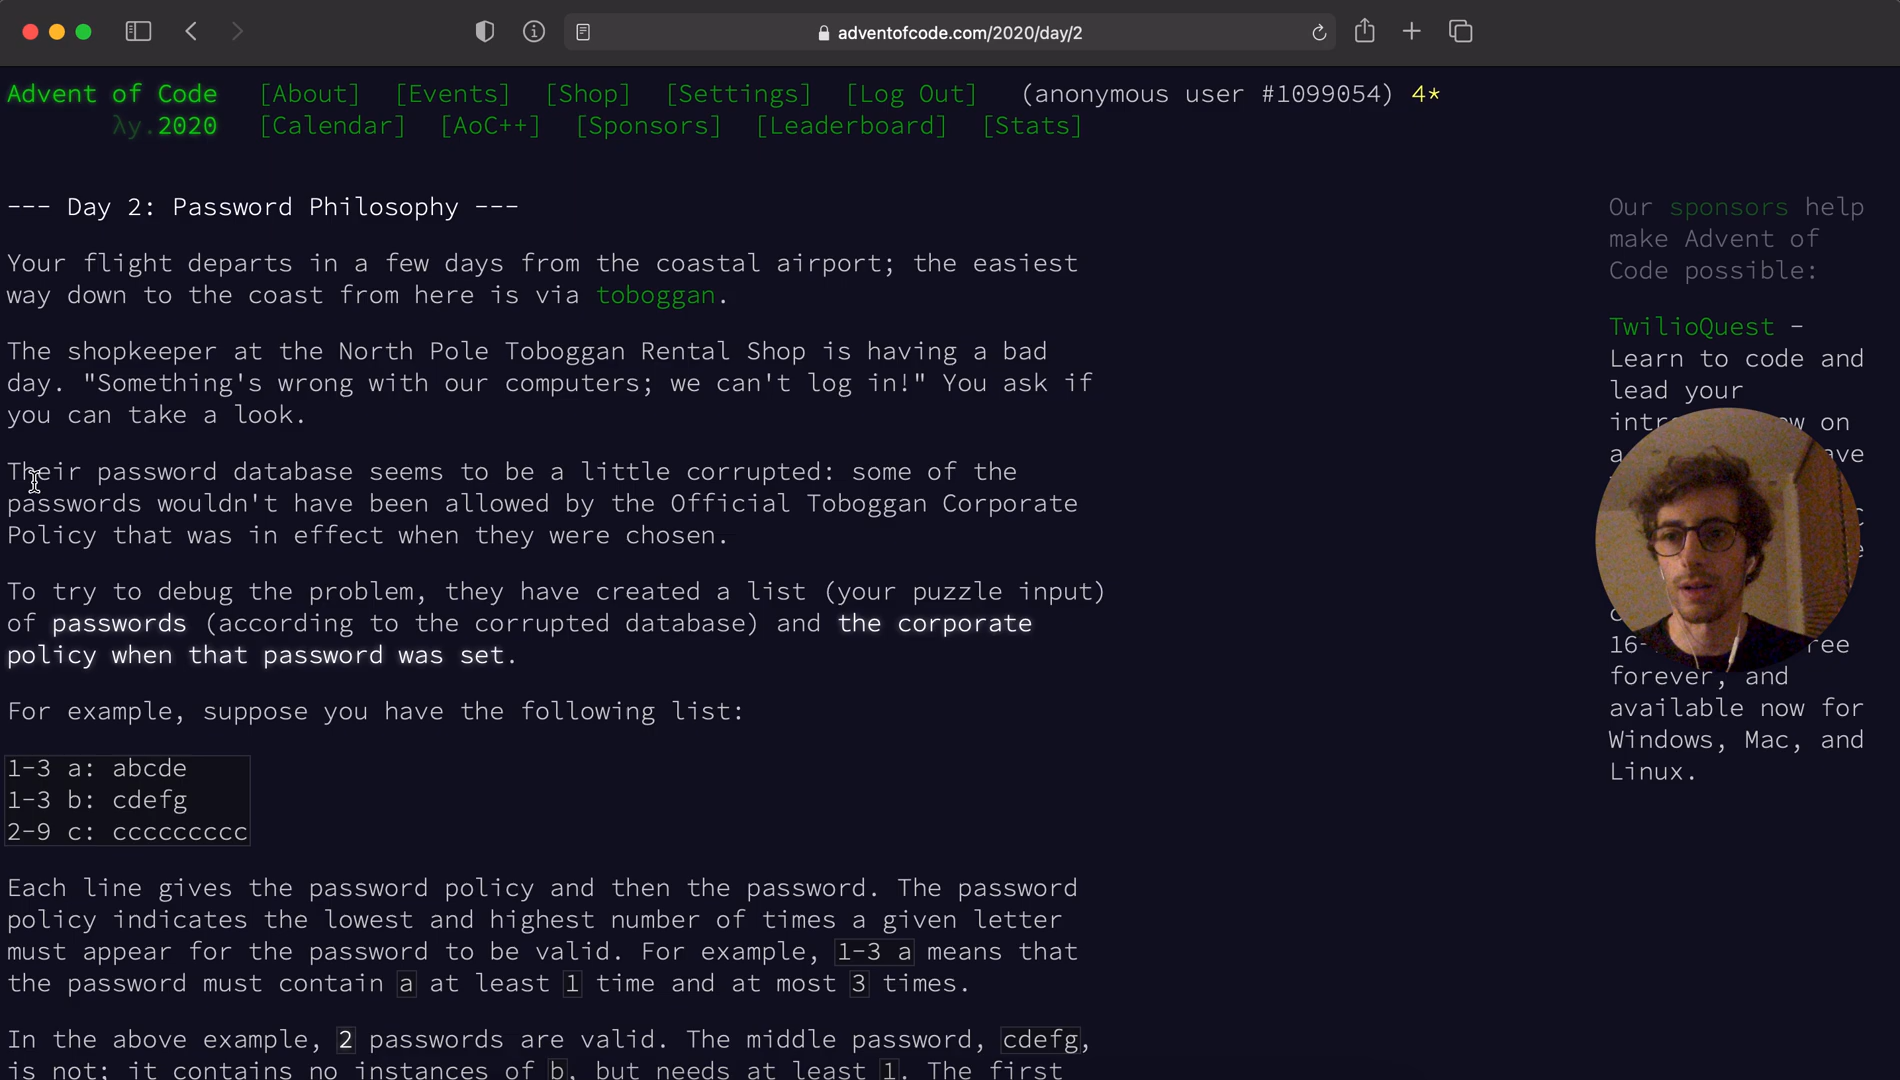 adventofcode.com/2020/day/2
Advent of Code [About] [Events] [Shop] [Settings] [Log Out] (anonymous user #1099054) 4*
λy.2020 [Calendar] [AoC++] [Sponsors] [Leaderboard] [Stats]
--- Day 2: Password Philosophy ---
Your flight departs in a few days from the coastal airport; the easiest
way down to the coast from here is via toboggan.
The shopkeeper at the North Pole Toboggan Rental Shop is having a bad
day. "Something's wrong with our computers; we can't log in!" You ask if
you can take a look.
Their password database seems to be a little corrupted: some of the
passwords wouldn't have been allowed by the Official Toboggan Corporate
Policy that was in effect when they were chosen.
To try to debug the problem, they have created a list (your puzzle input)
of passwords (according to the corrupted database) and the corporate
policy when that password was set.
For example, suppose you have the following list:
1-3 a: abcde
1-3 b: cdefg
2-9 c: ccccccccc
Each line gives the password policy and then the password. The password
policy indicates the lowest and highest number of times a given letter
must appear for the password to be valid. For example, 1-3 a means that
the password must contain a at least 1 time and at most 3 times.
In the above example, 2 passwords are valid. The middle password, cdefg,
is not; it contains no instances of b, but needs at least 1. The first
Our sponsors help
make Advent of
Code possible:
TwilioQuest -
Learn to code and
lead your
on
a
16-
forever, and
available now for
Windows, Mac, and
Linux.